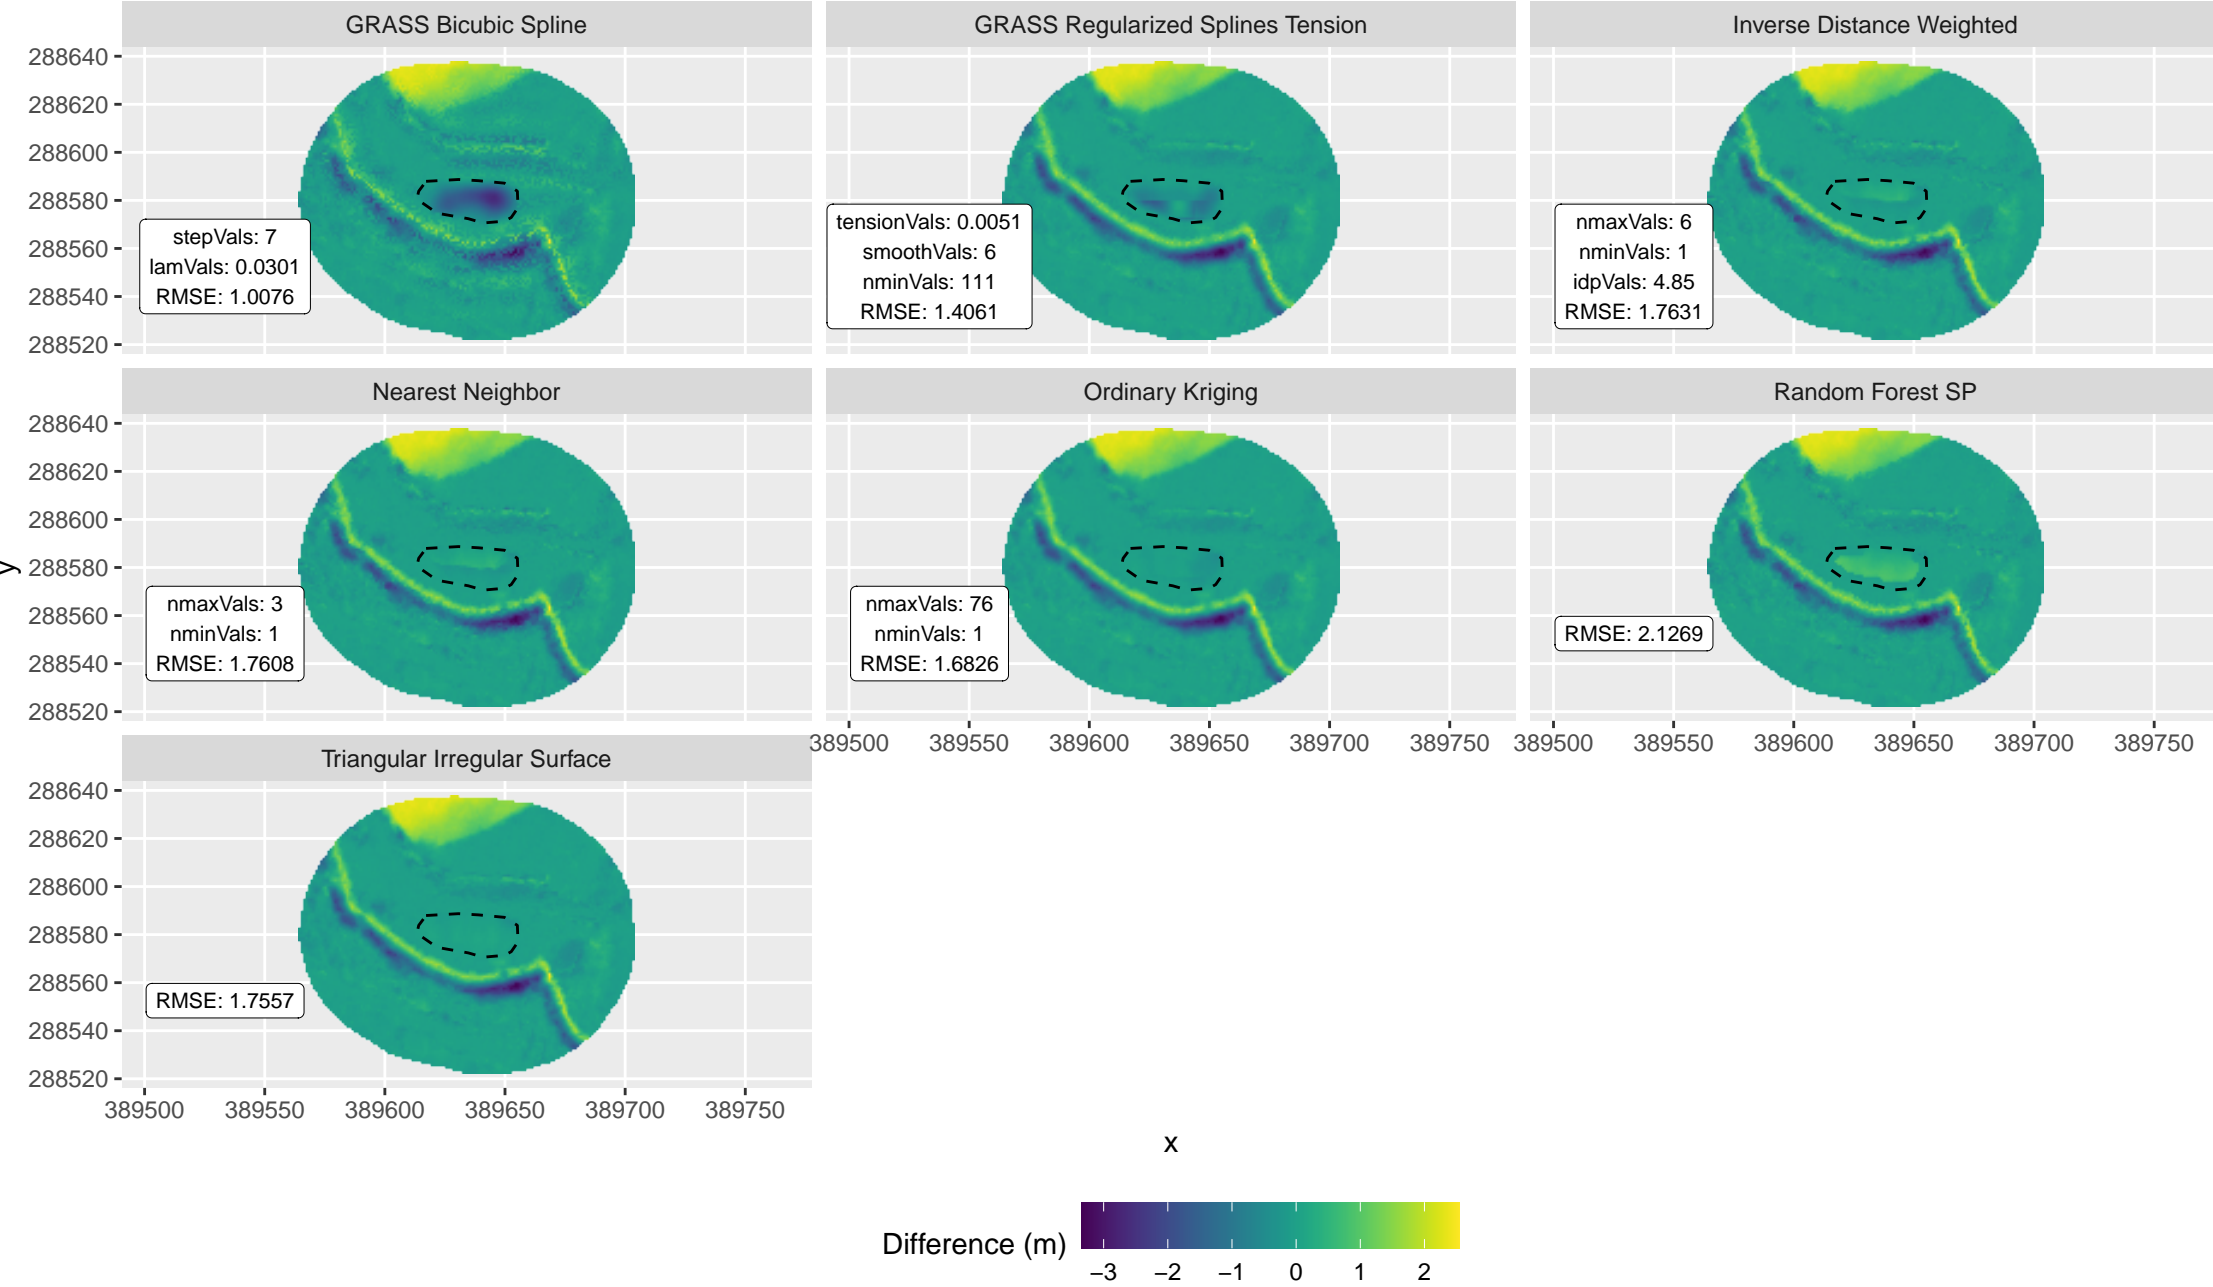 GRASS Bicubic Spline
GRASS Regularized Splines Tension
Inverse Distance Weighted
288640
288620
288600
288580
288560
288540
288520
stepVals: 7
lamVals: 0.0301
RMSE: 1.0076
tensionVals: 0.0051
smoothVals: 6
nminVals: 111
RMSE: 1.4061
nmaxVals: 6
nminVals: 1
idpVals: 4.85
RMSE: 1.7631
Nearest Neighbor
Ordinary Kriging
Random Forest SP
288640
288620
288600
288580
288560
288540
288520
y
nmaxVals: 3
nminVals: 1
RMSE: 1.7608
nmaxVals: 76
nminVals: 1
RMSE: 1.6826
RMSE: 2.1269
389500 389550 389600 389650 389700 389750
389500 389550 389600 389650 389700 389750
Triangular Irregular Surface
288640
288620
288600
288580
288560
288540
288520
RMSE: 1.7557
389500 389550 389600 389650 389700 389750
x
Difference (m)
−3 −2 −1 0 1 2